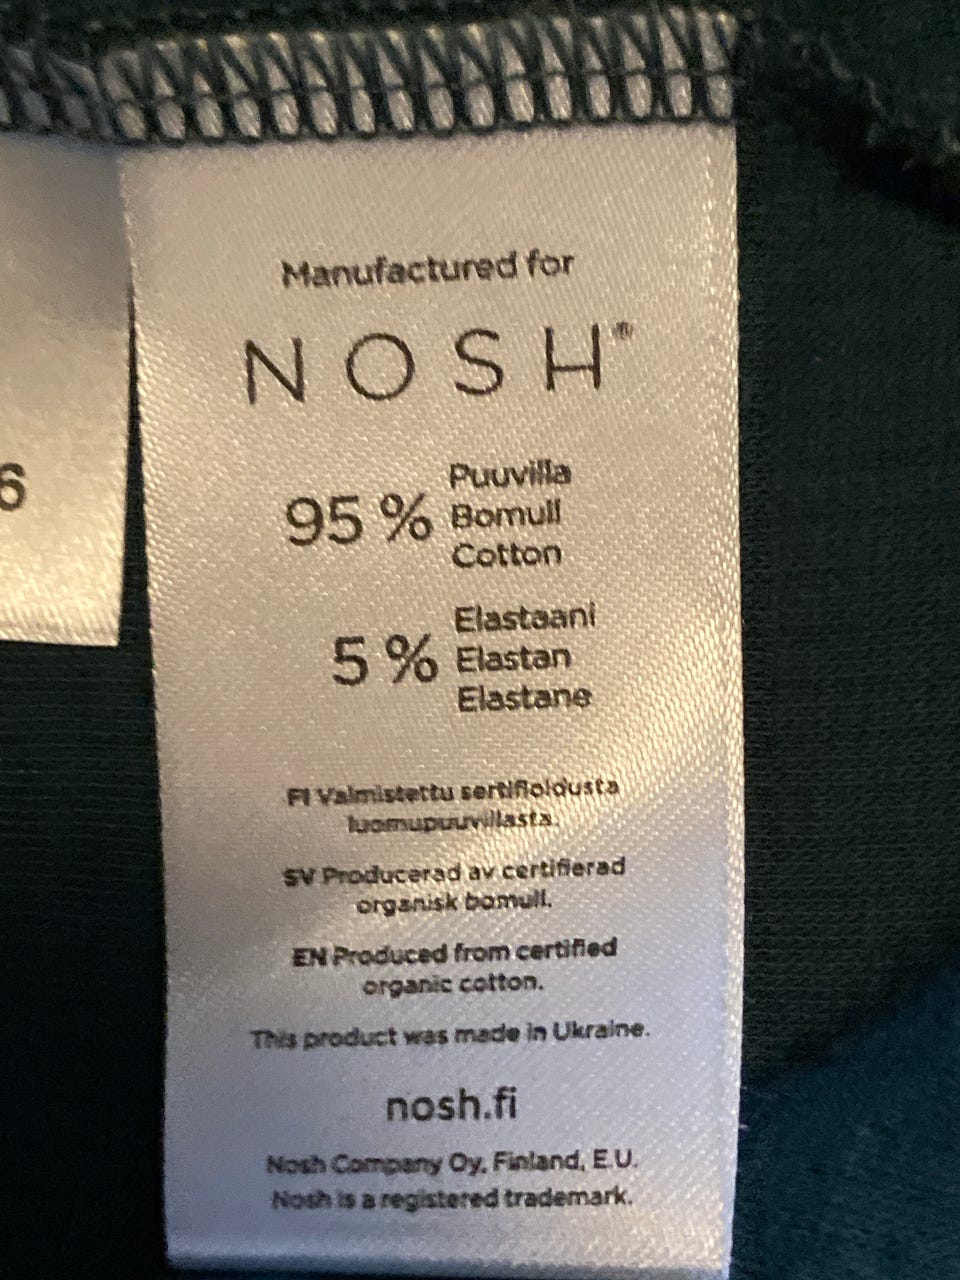 Manufactured for
NOSH®
95 % Puuvilla
Bomull
Cotton
5 % Elastaani
Elastan
Elastane
FI Valmistettu sertifioidusta
luomupuuvillasta.
SV Producerad av certifierad
organisk bomull.
EN Produced from certified
organic cotton.
This product was made in Ukraine.
nosh.fi
Nosh Company Oy, Finland, E.U.
Nosh is a registered trademark.
6